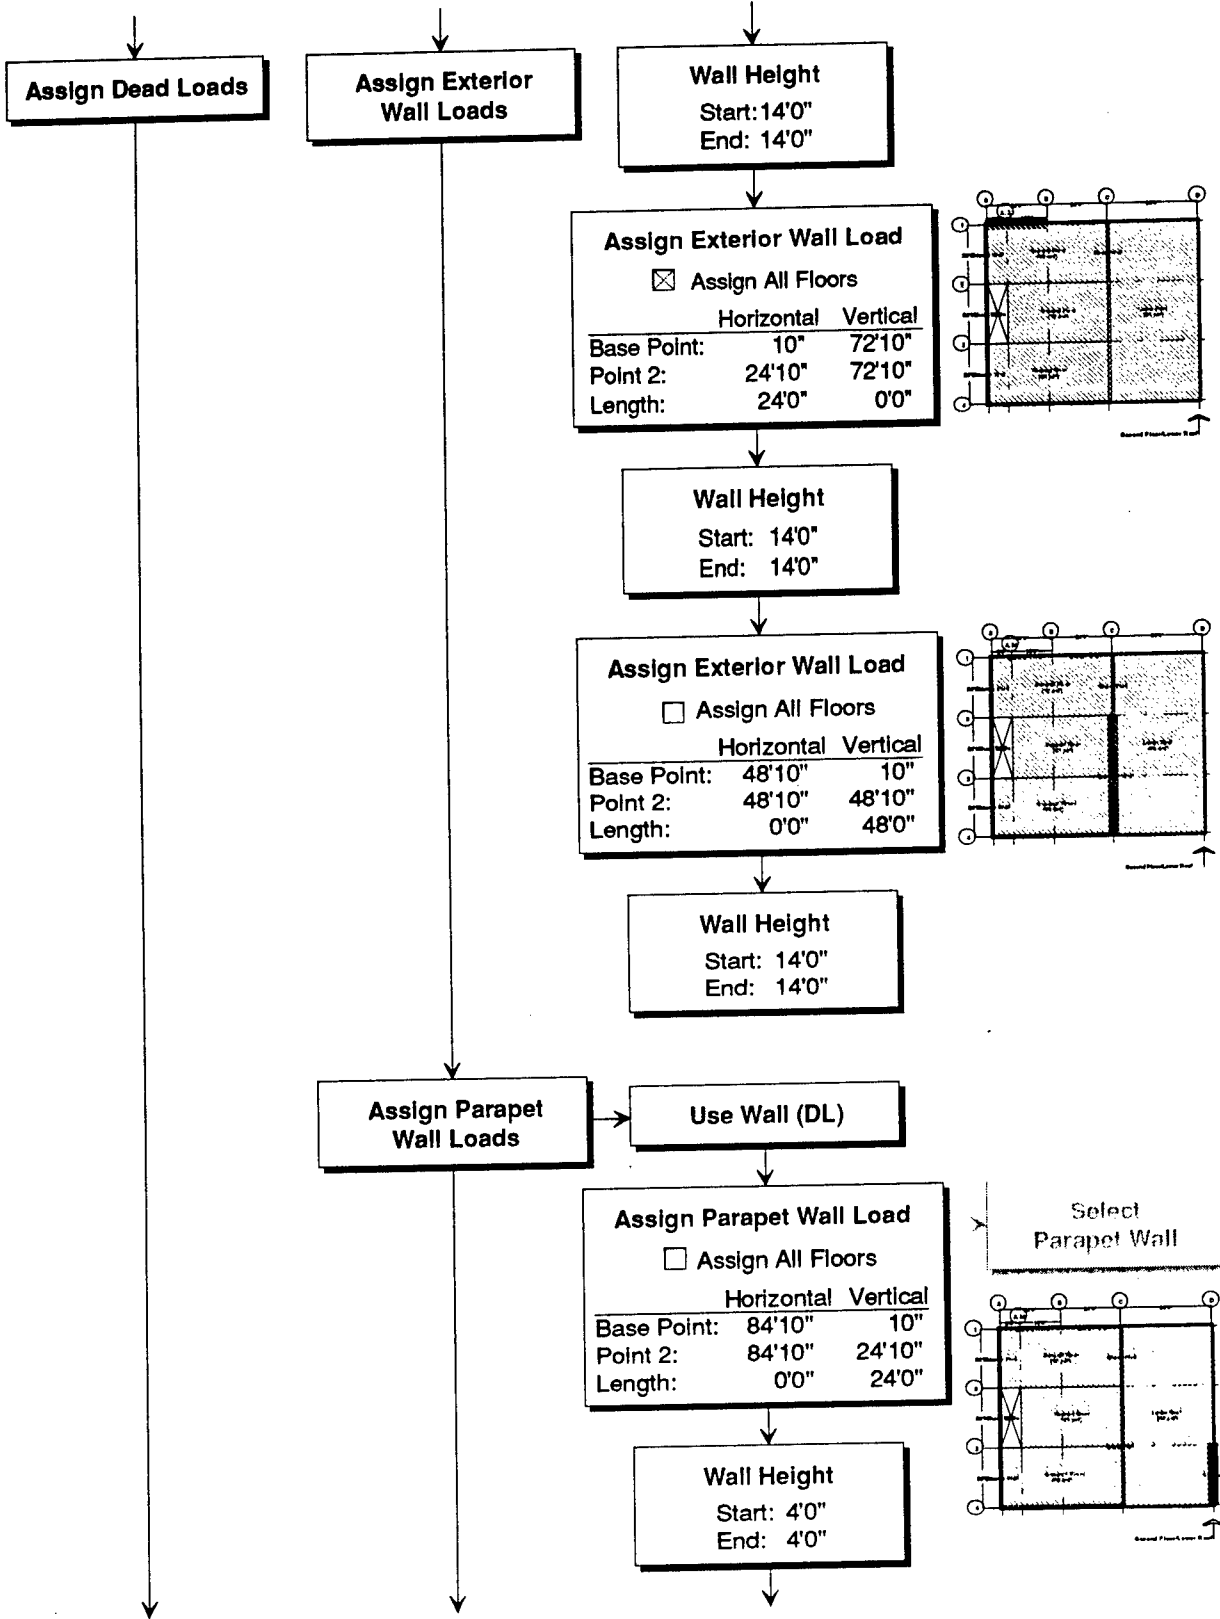 Assign Dead Loads
Assign Exterior
Wall Loads
Wall Height
Start: 14'0"
End: 14'0"
Assign Exterior Wall Load
Assign All Floors
Horizontal Vertical
Base Point: 10" 72'10"
Point 2: 24'10" 72'10"
Length: 24'0" 0'0"
Wall Height
Start: 14'0"
End: 14'0"
Assign Exterior Wall Load
Assign All Floors
Horizontal Vertical
Base Point: 48'10" 10"
Point 2: 48'10" 48'10"
Length: 0'0" 48'0"
Wall Height
Start: 14'0"
End: 14'0"
Assign Parapet
Wall Loads
Use Wall (DL)
Assign Parapet Wall Load
Assign All Floors
Horizontal Vertical
Base Point: 84'10" 10"
Point 2: 84'10" 24'10"
Length: 0'0" 24'0"
Select
Parapet Wall
Wall Height
Start: 4'0"
End: 4'0"